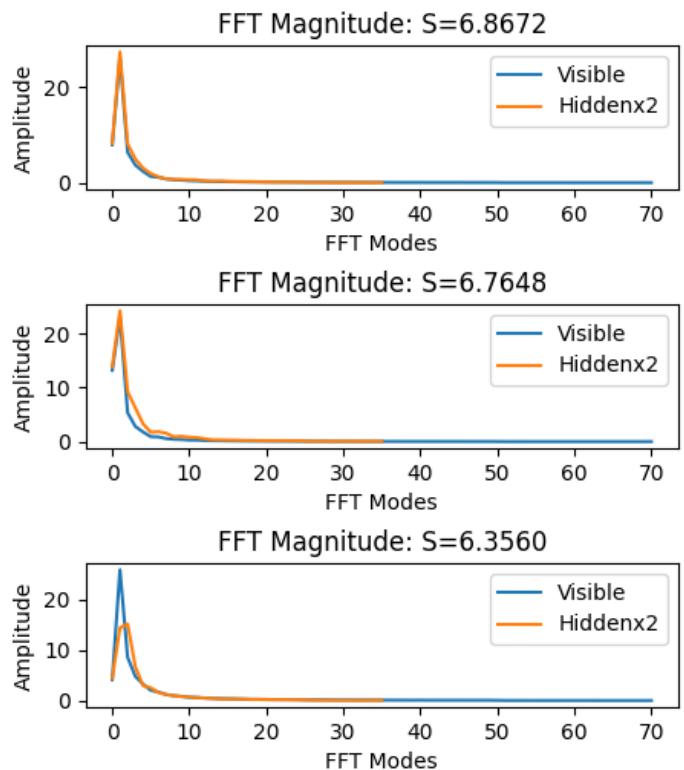 FFT Magnitude: S=6.8672
20
0
Amplitude
Visible
Hiddenx2
0 10 20 30 40 50 60 70
FFT Modes
FFT Magnitude: S=6.7648
20
10
0
Amplitude
Visible
Hiddenx2
0 10 20 30 40 50 60 70
FFT Modes
FFT Magnitude: S=6.3560
20
10
0
Amplitude
Visible
Hiddenx2
0 10 20 30 40 50 60 70
FFT Modes